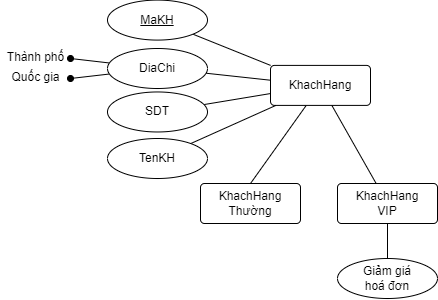 MaKH
Thành phố
Quốc gia
DiaChi
KhachHang
SDT
TenKH
KhachHang
Thường
KhachHang
VIP
Giảm giá
hoá đơn